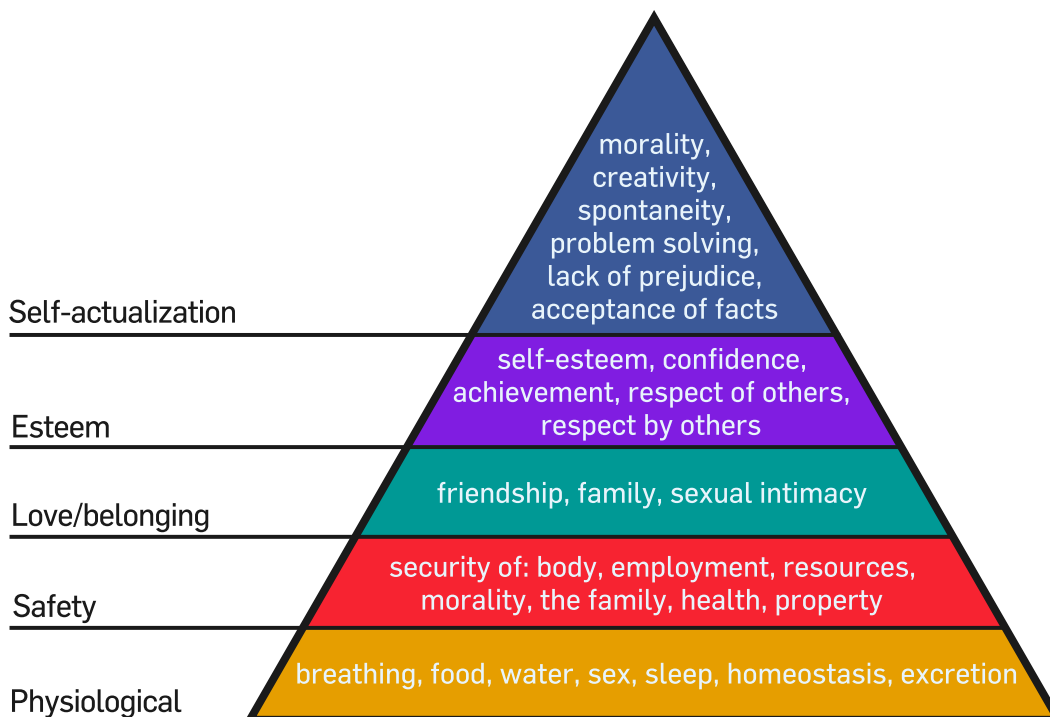 morality,
creativity,
spontaneity,
problem solving,
lack of prejudice,
acceptance of facts
Self-actualization
self-esteem, confidence,
achievement, respect of others,
respect by others
Esteem
friendship, family, sexual intimacy
Love/belonging
security of: body, employment, resources,
morality, the family, health, property
Safety
breathing, food, water, sex, sleep, homeostasis, excretion
Physiological